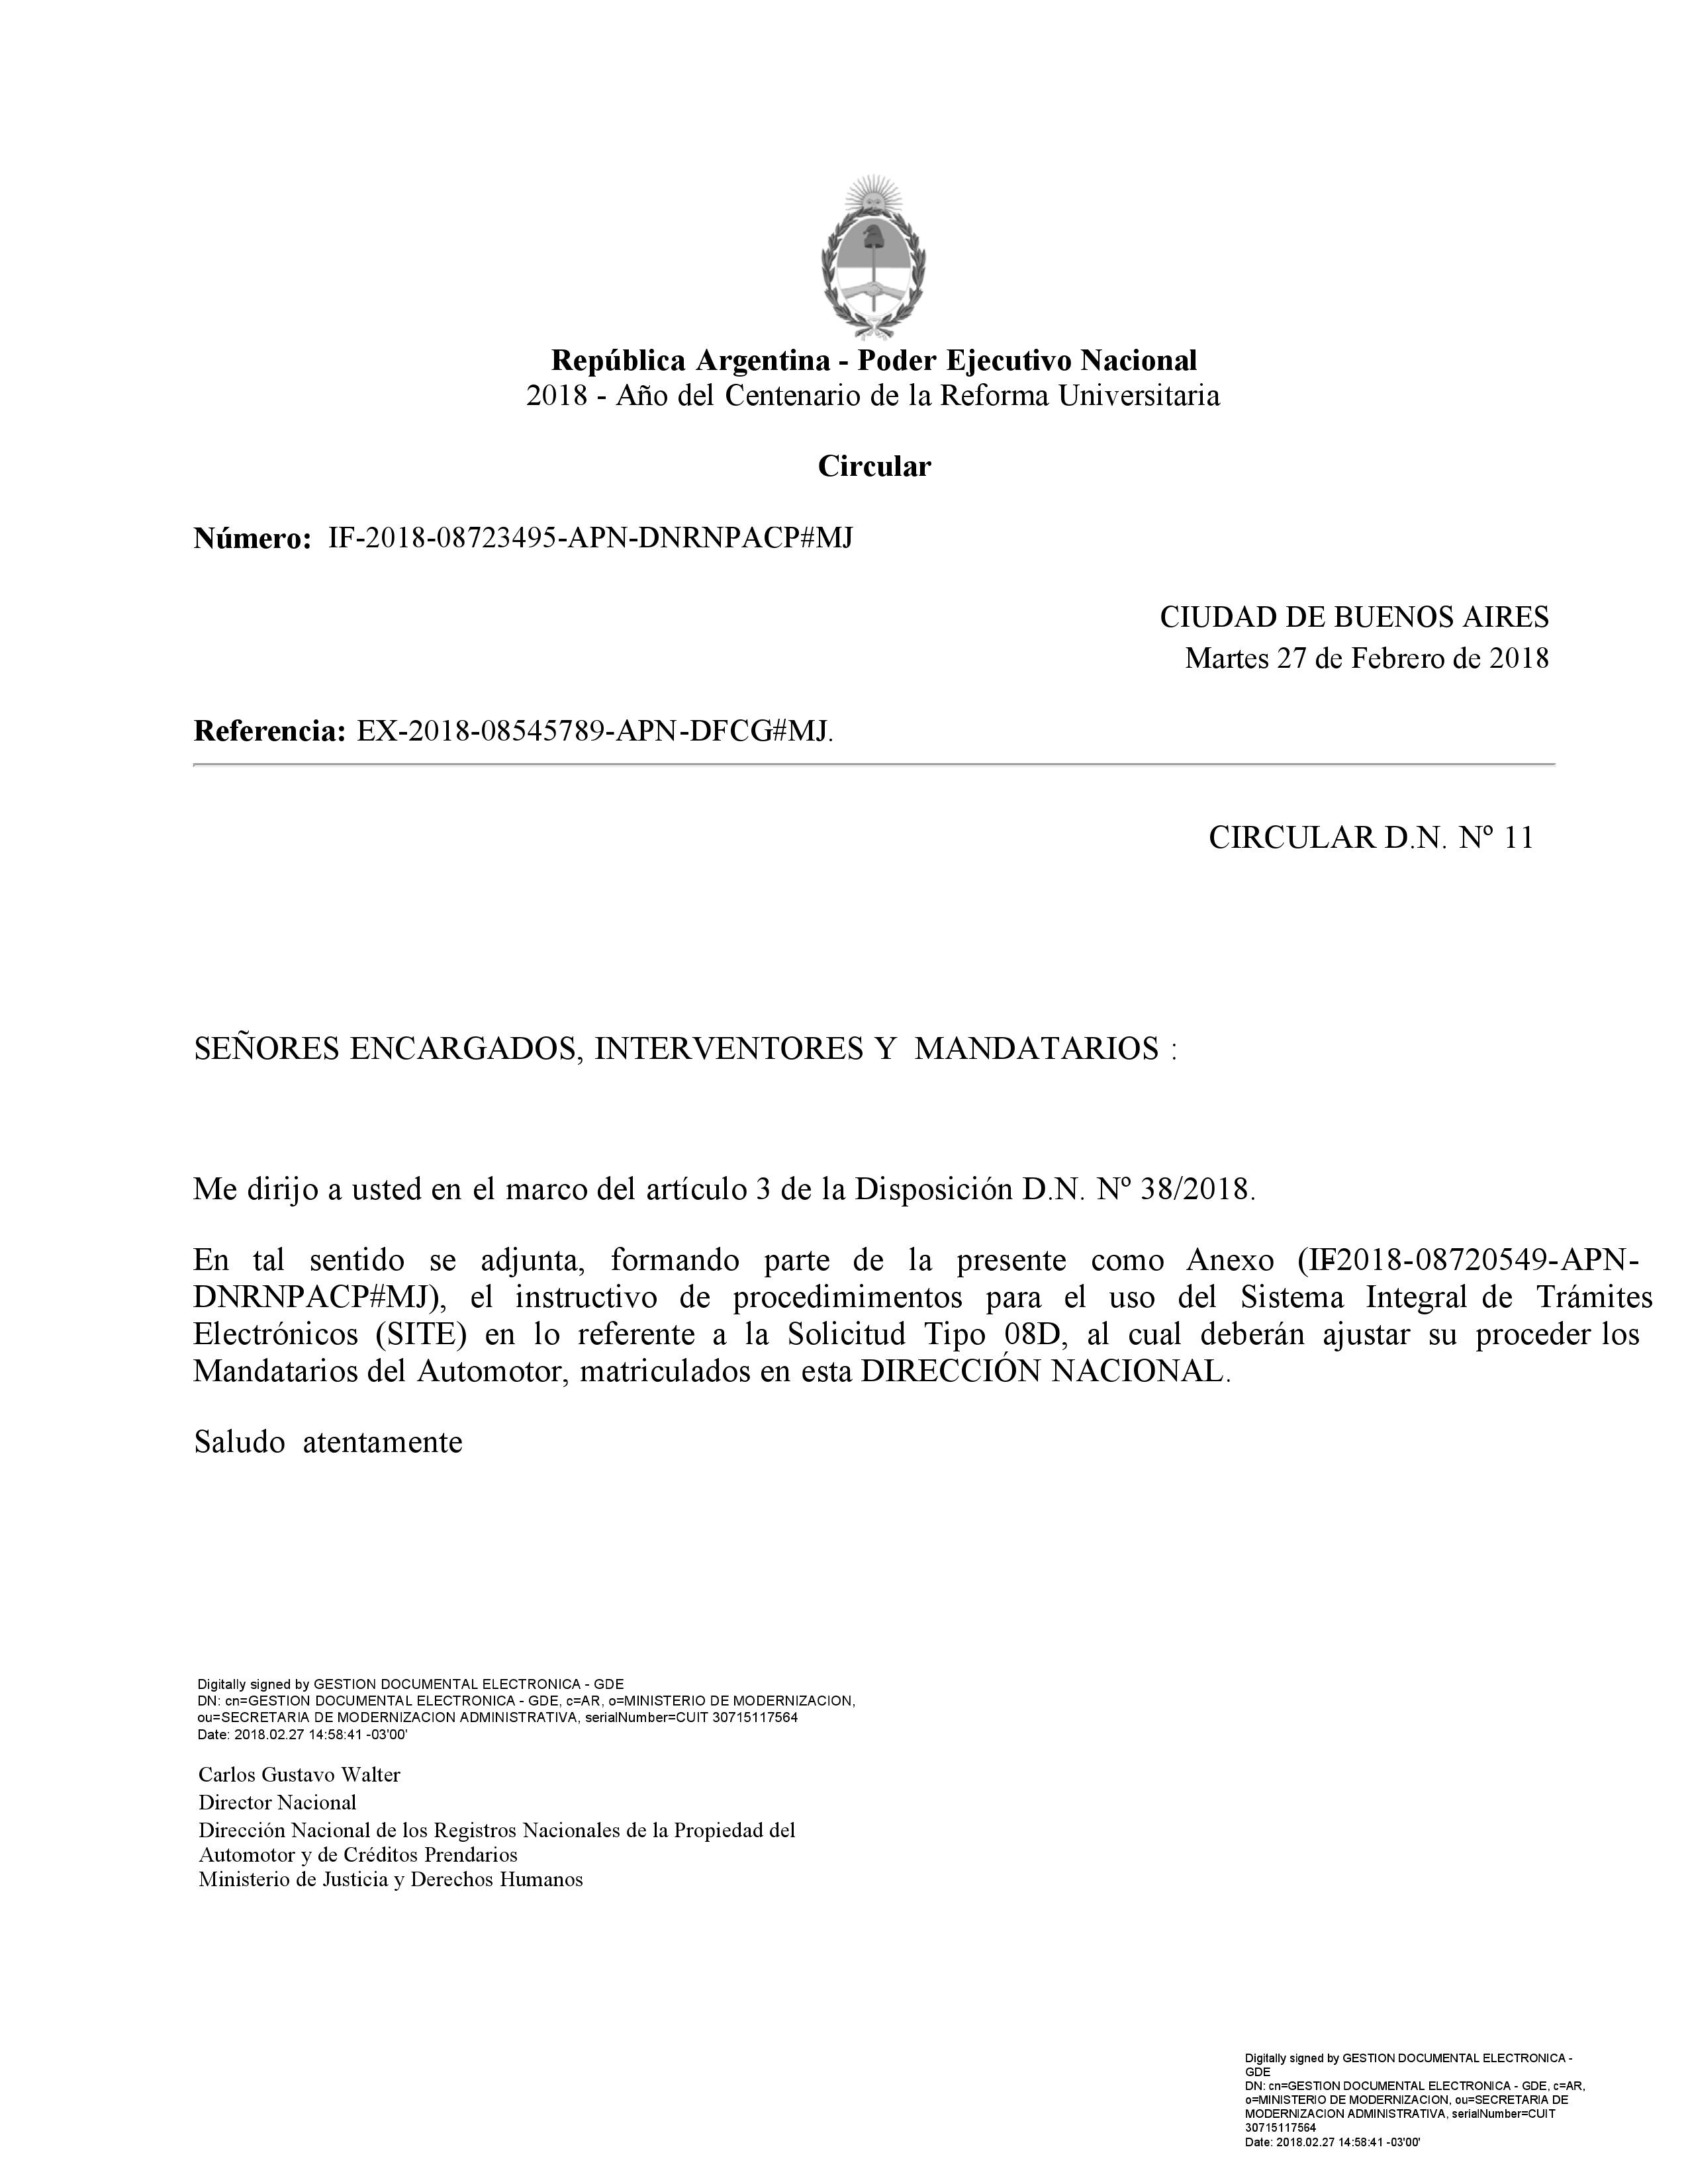 República Argentina - Poder Ejecutivo Nacional
2018 - Año del Centenario de la Reforma Universitaria
Circular
Número: IF-2018-08723495-APN-DNRNPACP#MJ
CIUDAD DE BUENOS AIRES
Martes 27 de Febrero de 2018
Referencia: EX-2018-08545789-APN-DFCG#MJ.
CIRCULAR D.N. Nº 11
SEÑORES ENCARGADOS, INTERVENTORES Y MANDATARIOS :
Me dirijo a usted en el marco del artículo 3 de la Disposición D.N. Nº 38/2018.
En tal sentido se adjunta, formando parte de la presente como Anexo (IF-2018-08720549-APN-
DNRNPACP#MJ), el instructivo de procedimimentos para el uso del Sistema Integral de Trámites
Electrónicos (SITE) en lo referente a la Solicitud Tipo 08D, al cual deberán ajustar su proceder los
Mandatarios del Automotor, matriculados en esta DIRECCIÓN NACIONAL.
Saludo atentamente
Digitally signed by GESTION DOCUMENTAL ELECTRONICA - GDE
DN: cn=GESTION DOCUMENTAL ELECTRONICA - GDE, c=AR, o=MINISTERIO DE MODERNIZACION,
ou=SECRETARIA DE MODERNIZACION ADMINISTRATIVA, serialNumber=CUIT 30715117564
Date: 2018.02.27 14:58:41 -03'00'
Carlos Gustavo Walter
Director Nacional
Dirección Nacional de los Registros Nacionales de la Propiedad del
Automotor y de Créditos Prendarios
Ministerio de Justicia y Derechos Humanos
Digitally signed by GESTION DOCUMENTAL ELECTRONICA -
GDE
DN: cn=GESTION DOCUMENTAL ELECTRONICA - GDE, c=AR,
o=MINISTERIO DE MODERNIZACION, ou=SECRETARIA DE
MODERNIZACION ADMINISTRATIVA, serialNumber=CUIT
30715117564
Date: 2018.02.27 14:58:41 -03'00'